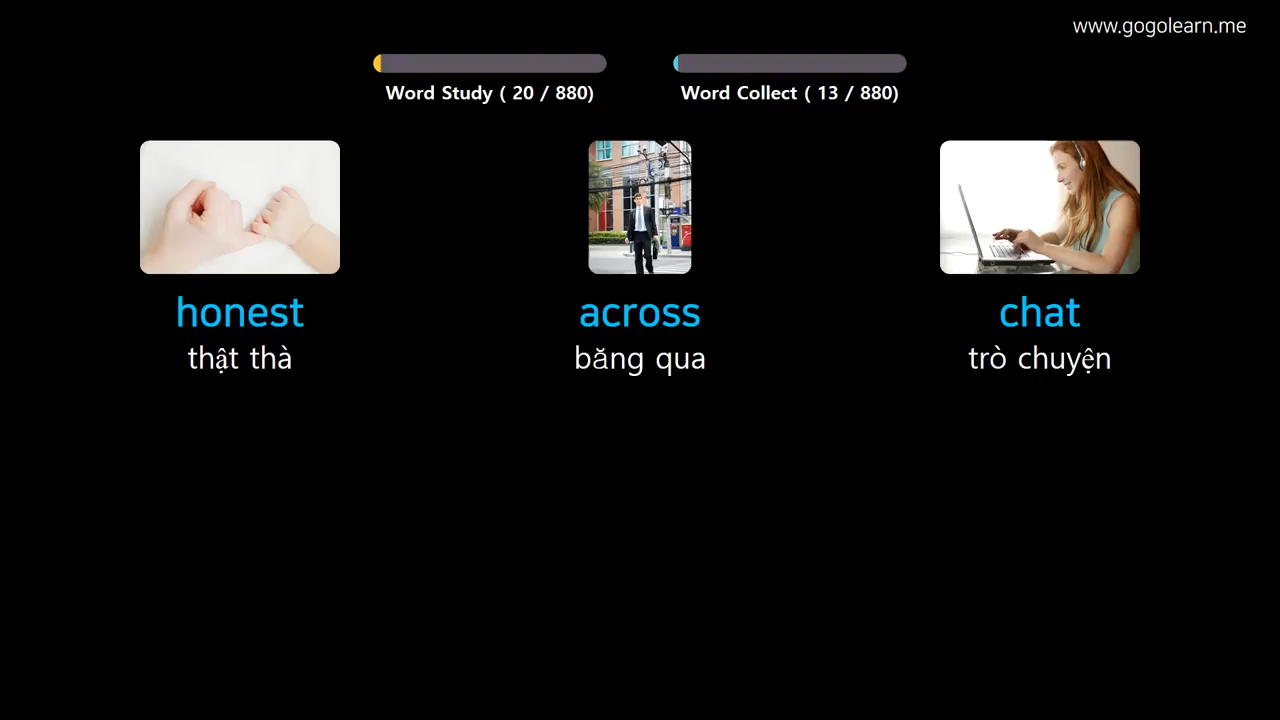 www.gogolearn.me
Word Study ( 20 / 880)
Word Collect ( 13 / 880)
honest
across
chat
thật thà
băng qua
trò chuyện